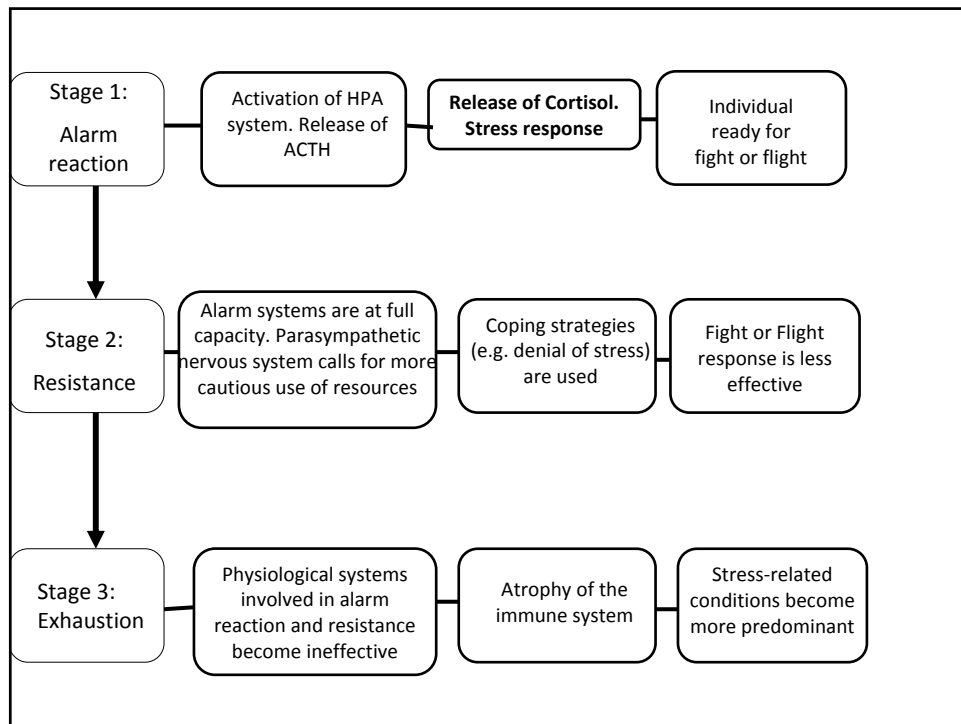 Stage 1:
Alarm
reaction
Activation of HPA
system. Release of
ACTH
Release of Cortisol.
Stress response
Individual
ready for
fight or flight
Stage 2:
Resistance
Alarm systems are at full
capacity. Parasympathetic
nervous system calls for more
cautious use of resources
Coping strategies
(e.g. denial of stress)
are used
Fight or Flight
response is less
effective
Stage 3:
Exhaustion
Physiological systems
involved in alarm
reaction and resistance
become ineffective
Atrophy of the
immune system
Stress-related
conditions become
more predominant